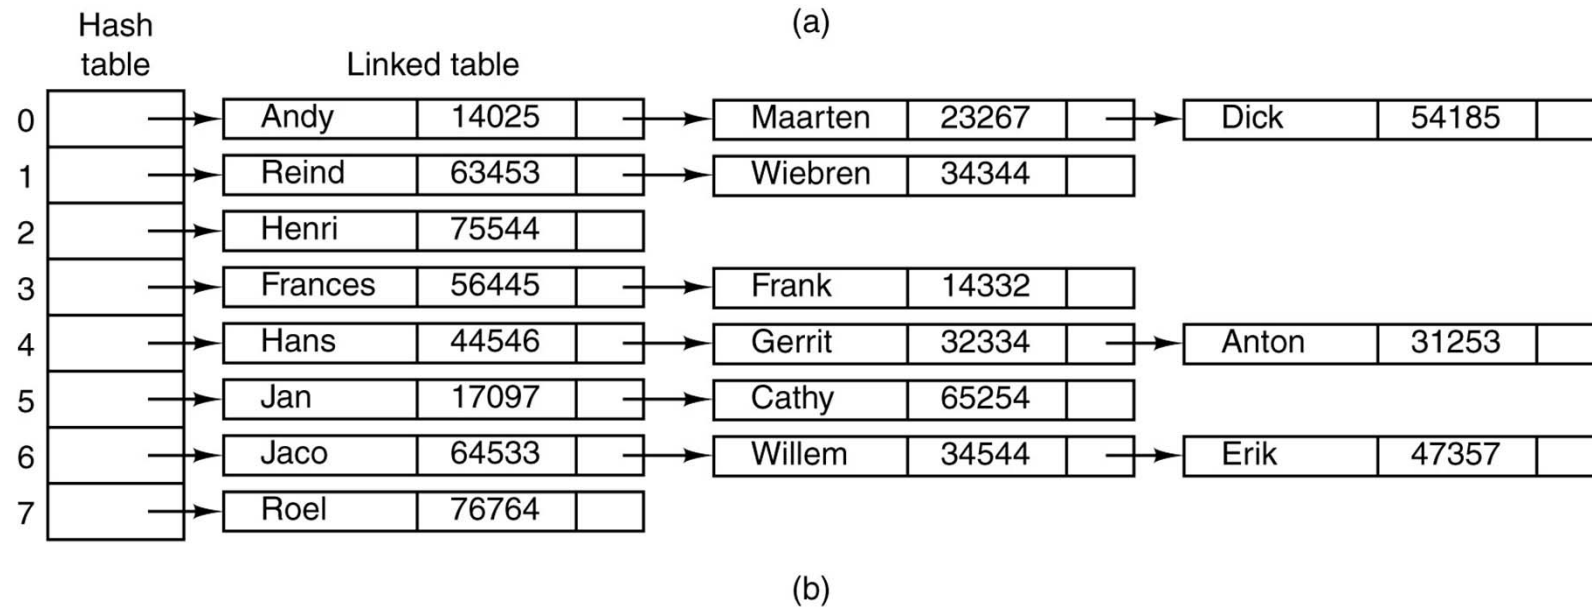 (a)
Hash
table
Linked table
0 Andy 14025 Maarten 23267 Dick 54185
1 Reind 63453 Wiebren 34344
2 Henri 75544
3 Frances 56445 Frank 14332
4 Hans 44546 Gerrit 32334 Anton 31253
5 Jan 17097 Cathy 65254
6 Jaco 64533 Willem 34544 Erik 47357
7 Roel 76764
(b)